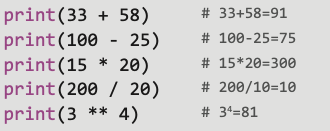 print(33 + 58) # 33+58=91
print(100 - 25) # 100-25=75
print(15 * 20) # 15*20=300
print(200 / 20) # 200/10=10
print(3 ** 4) # 3⁴=81